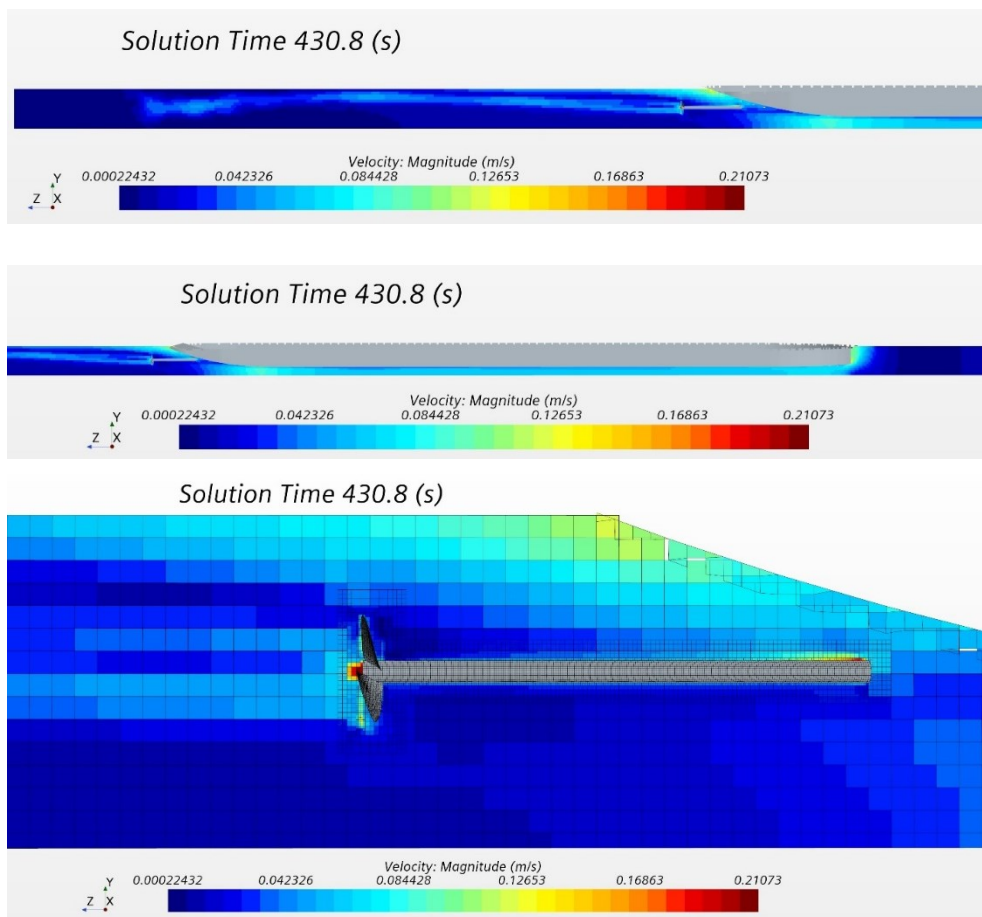 Solution Time 430.8 (s)
Velocity: Magnitude (m/s)
0.00022432 0.042326 0.084428 0.12653 0.16863 0.21073
Y
Z X
Solution Time 430.8 (s)
Velocity: Magnitude (m/s)
0.00022432 0.042326 0.084428 0.12653 0.16863 0.21073
Y
Z X
Solution Time 430.8 (s)
Velocity: Magnitude (m/s)
0.00022432 0.042326 0.084428 0.12653 0.16863 0.21073
Y
Z X